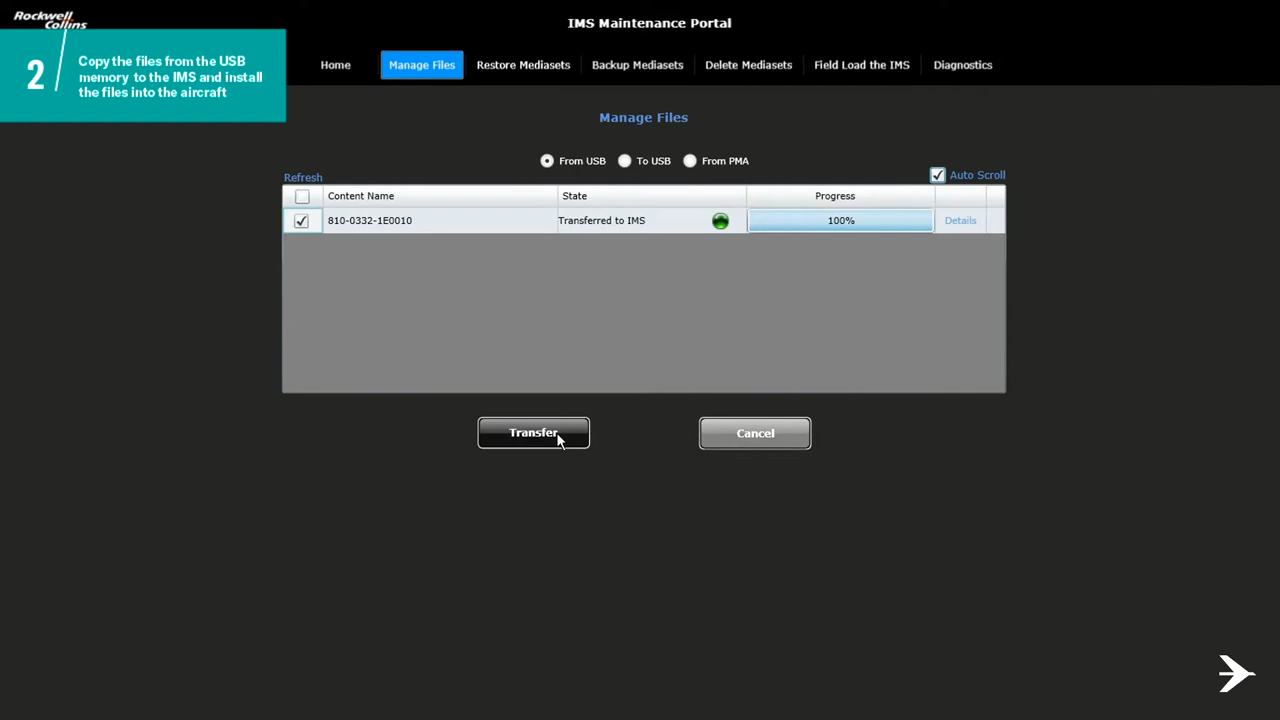 Rockwell
Collins
IMS Maintenance Portal
2
Copy the files from the USB
memory to the IMS and install
the files into the aircraft
Home
Manage Files
Restore Mediasets
Backup Mediasets
Delete Mediasets
Field Load the IMS
Diagnostics
Manage Files
From USB
To USB
From PMA
Refresh
Auto Scroll
Content Name
State
Progress
810-0332-1E0010
Transferred to IMS
100%
Details
Transfer
Cancel